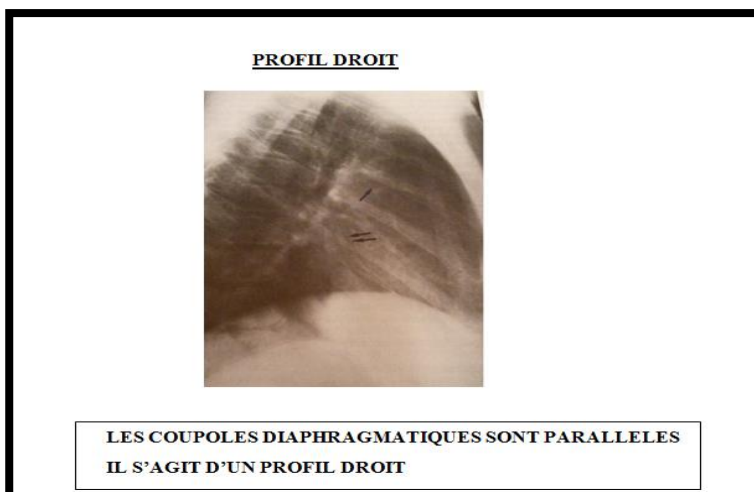 PROFIL DROIT
LES COUPOLES DIAPHRAGMATIQUES SONT PARALLELES
IL S'AGIT D'UN PROFIL DROIT